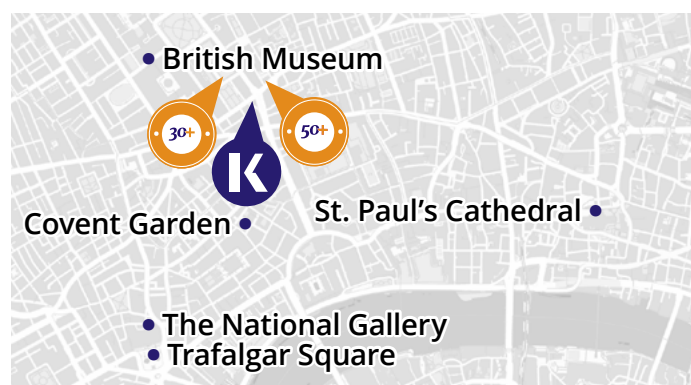 British Museum
30+
50+
K
St. Paul's Cathedral
Covent Garden
The National Gallery
Trafalgar Square